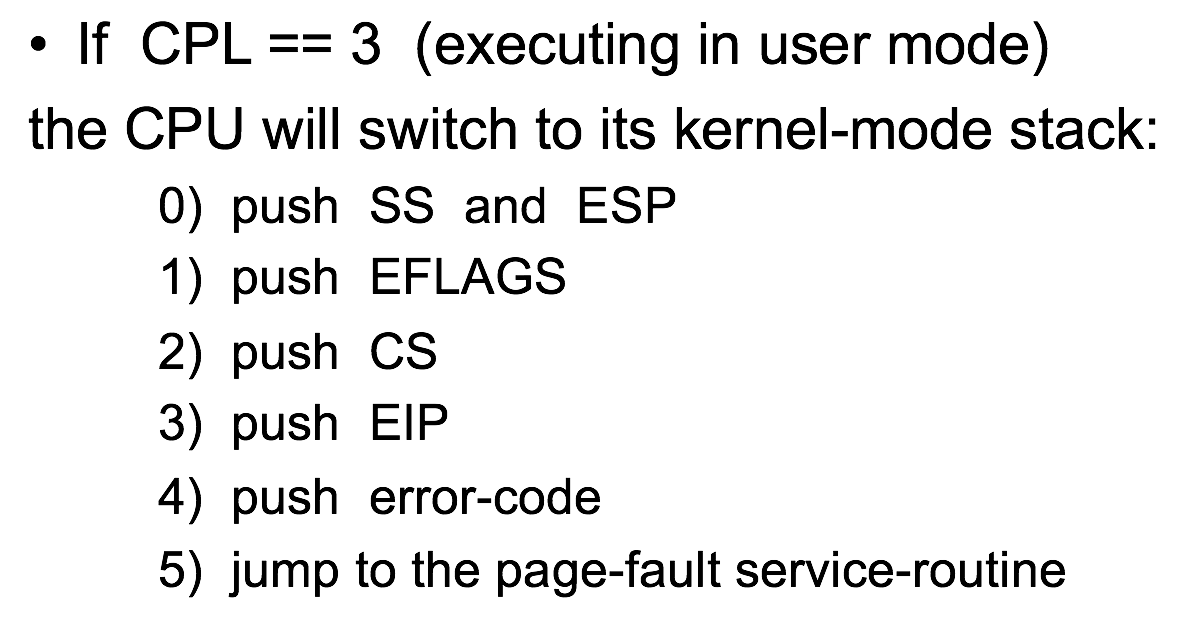 • If CPL == 3 (executing in user mode)
the CPU will switch to its kernel-mode stack:
0) push SS and ESP
1) push EFLAGS
2) push CS
3) push EIP
4) push error-code
5) jump to the page-fault service-routine